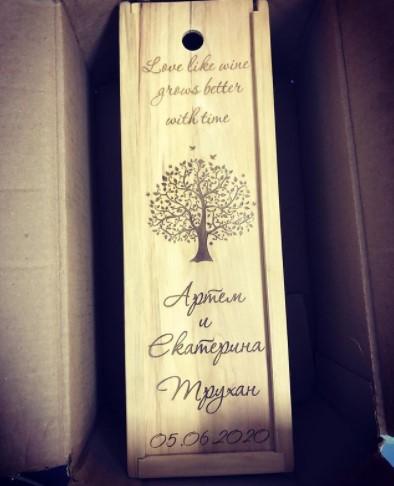 Love like wine
grows better
with time
Артем
и
Екатерина
Трухан
05.06.2020